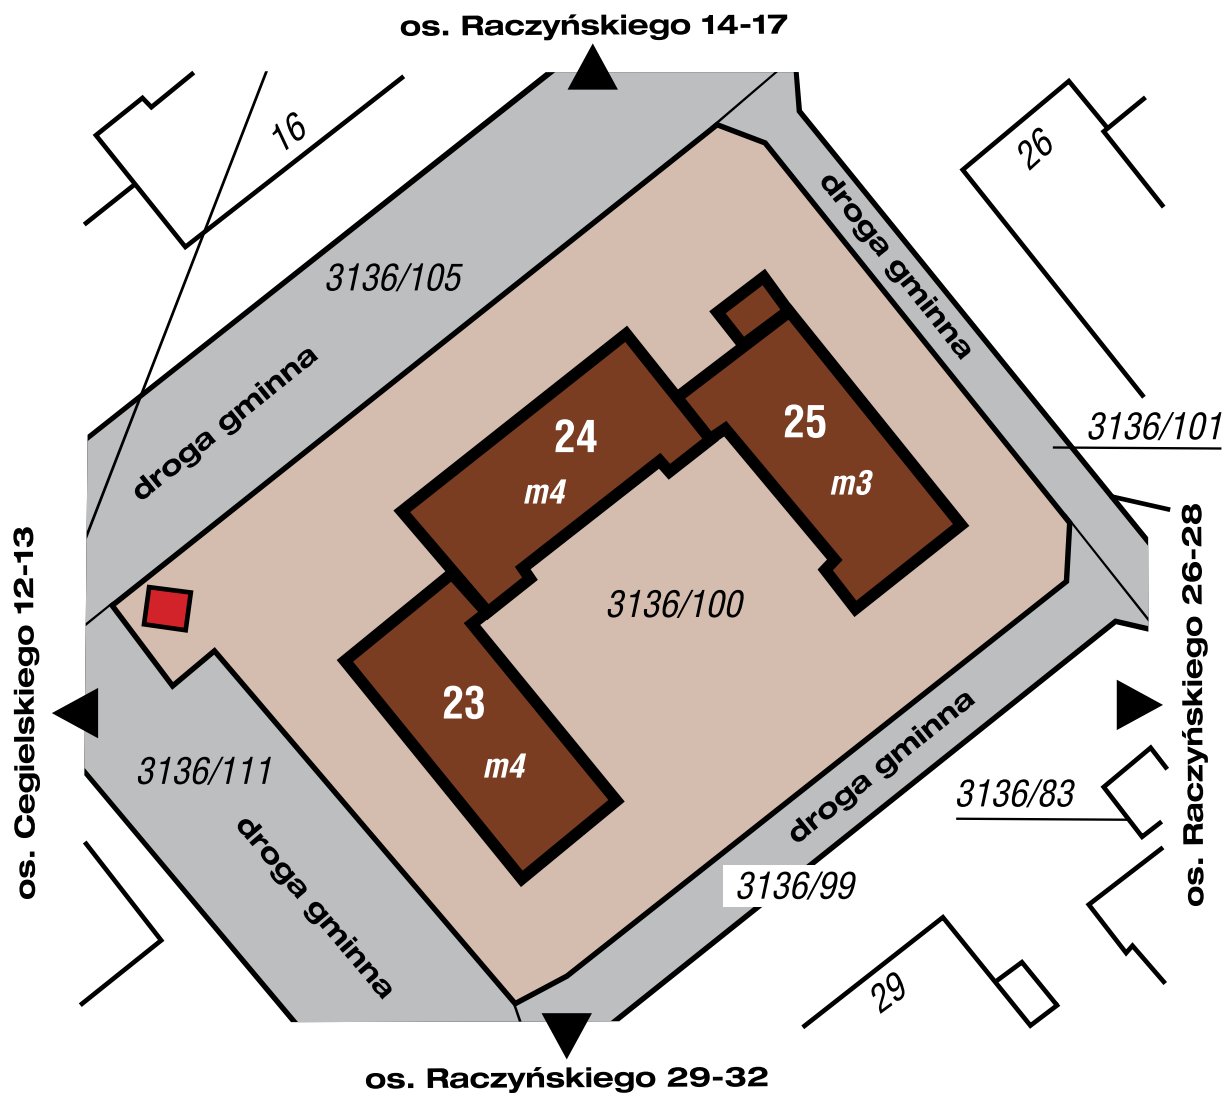 os. Raczyńskiego 14-17
16
26
droga gminna
3136/105
droga gminna
24
m4
25
m3
3136/101
os. Cegielskiego 12-13
os. Raczyńskiego 26-28
3136/100
23
m4
3136/111
droga gminna
droga gminna
3136/83
3136/99
29
os. Raczyńskiego 29-32